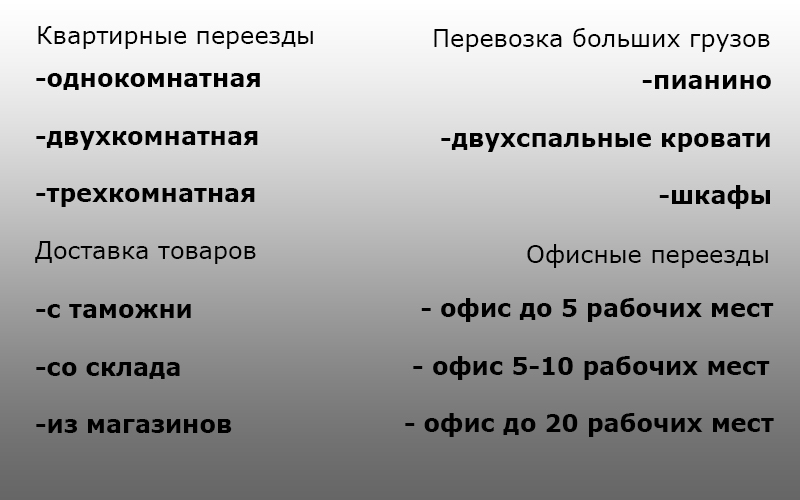 Квартирные переезды
-однокомнатная
-двухкомнатная
-трехкомнатная
Доставка товаров
-с таможни
-со склада
-из магазинов
Перевозка больших грузов
-пианино
-двухспальные кровати
-шкафы
Офисные переезды
- офис до 5 рабочих мест
- офис 5-10 рабочих мест
- офис до 20 рабочих мест